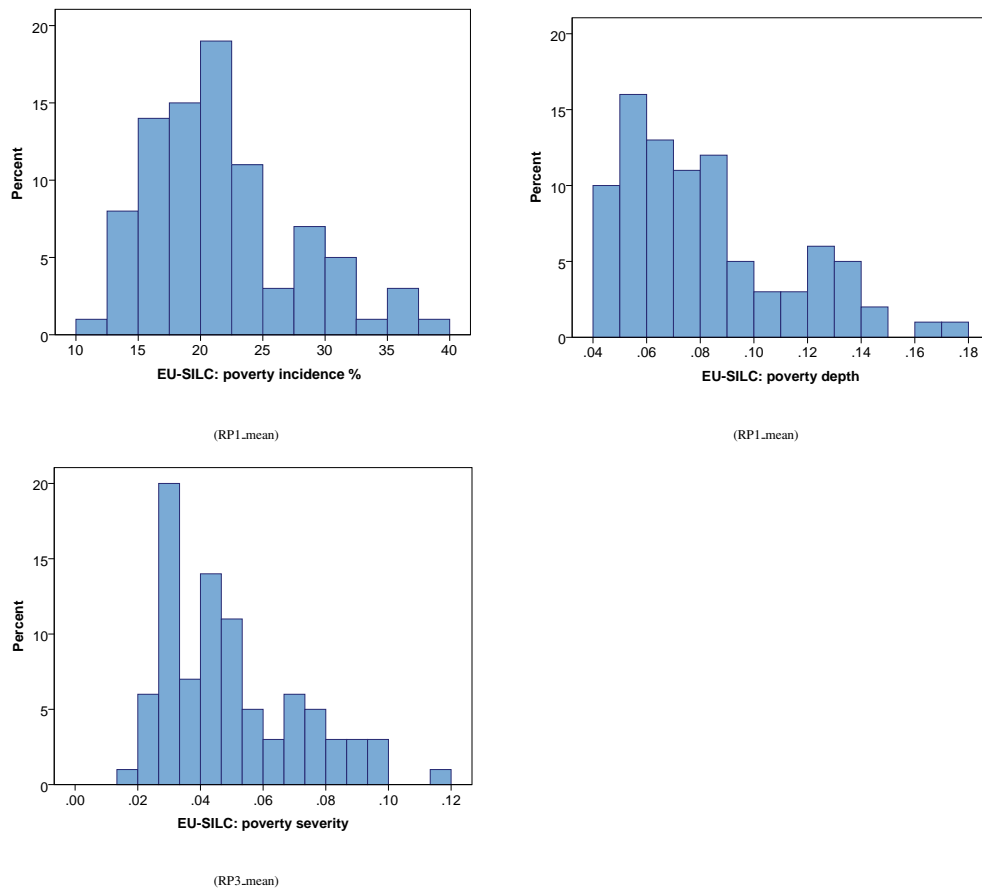 20
15
10
5
0
Percent
10 15 20 25 30 35 40
EU-SILC: poverty incidence %
(RP1_mean)
20
15
10
5
0
Percent
.04 .06 .08 .10 .12 .14 .16 .18
EU-SILC: poverty depth
(RP1_mean)
20
15
10
5
0
Percent
.00 .02 .04 .06 .08 .10 .12
EU-SILC: poverty severity
(RP3_mean)